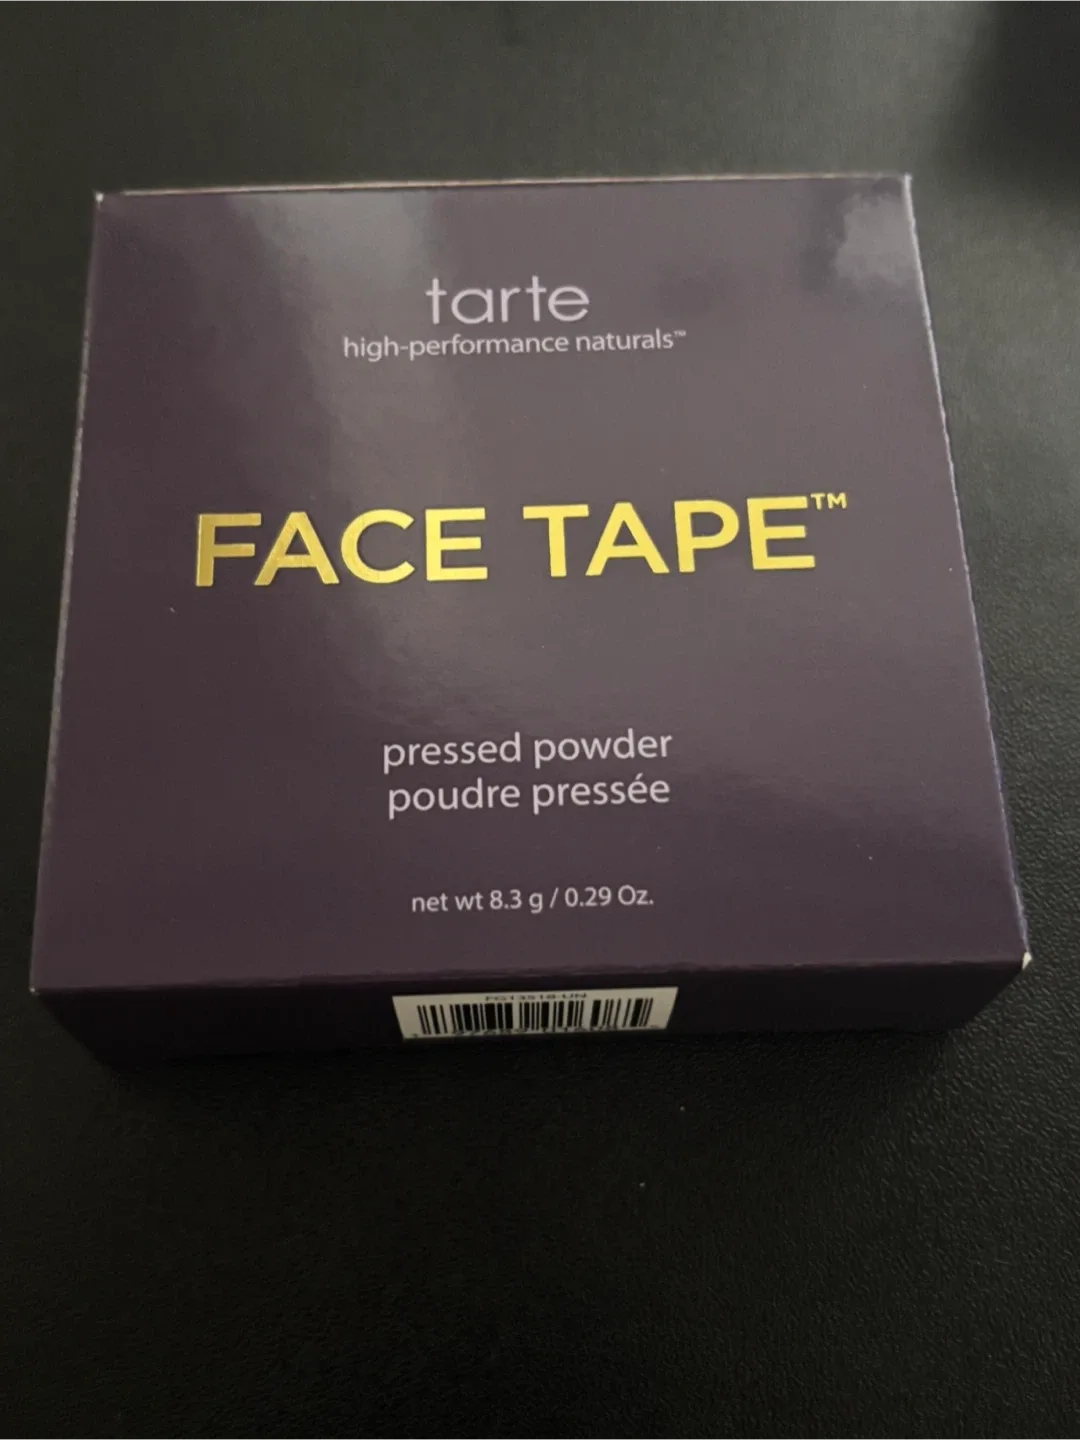 tarte
high-performance naturals™
FACE TAPE™
pressed powder
poudre pressée
net wt 8.3 g / 0.29 Oz.